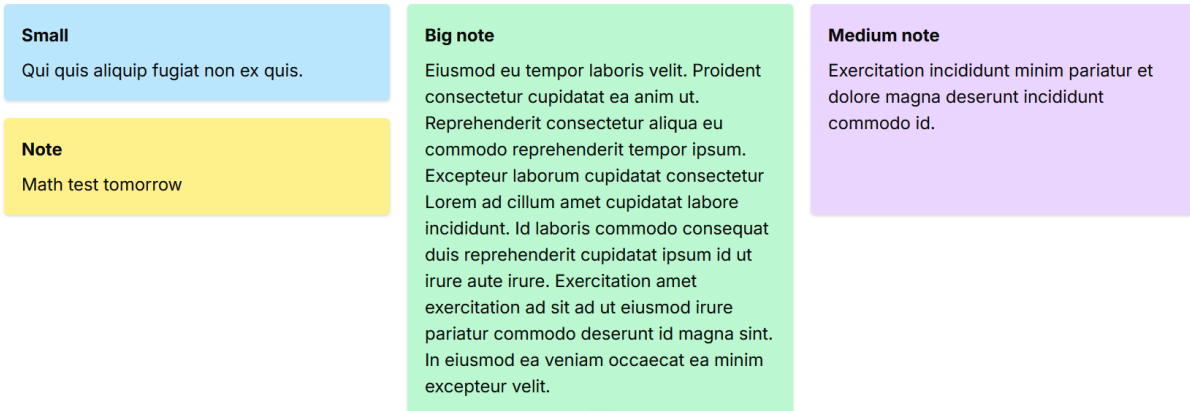 Small
Qui quis aliquip fugiat non ex quis.
Note
Math test tomorrow
Big note
Eiusmod eu tempor laboris velit. Proident
consectetur cupidatat ea anim ut.
Reprehenderit consectetur aliqua eu
commodo reprehenderit tempor ipsum.
Excepteur laborum cupidatat consectetur
Lorem ad cillum amet cupidatat labore
incididunt. Id laboris commodo consequat
duis reprehenderit cupidatat ipsum id ut
irure aute irure. Exercitation amet
exercitation ad sit ad ut eiusmod irure
pariatur commodo deserunt id magna sint.
In eiusmod ea veniam occaecat ea minim
excepteur velit.
Medium note
Exercitation incididunt minim pariatur et
dolore magna deserunt incididunt
commodo id.